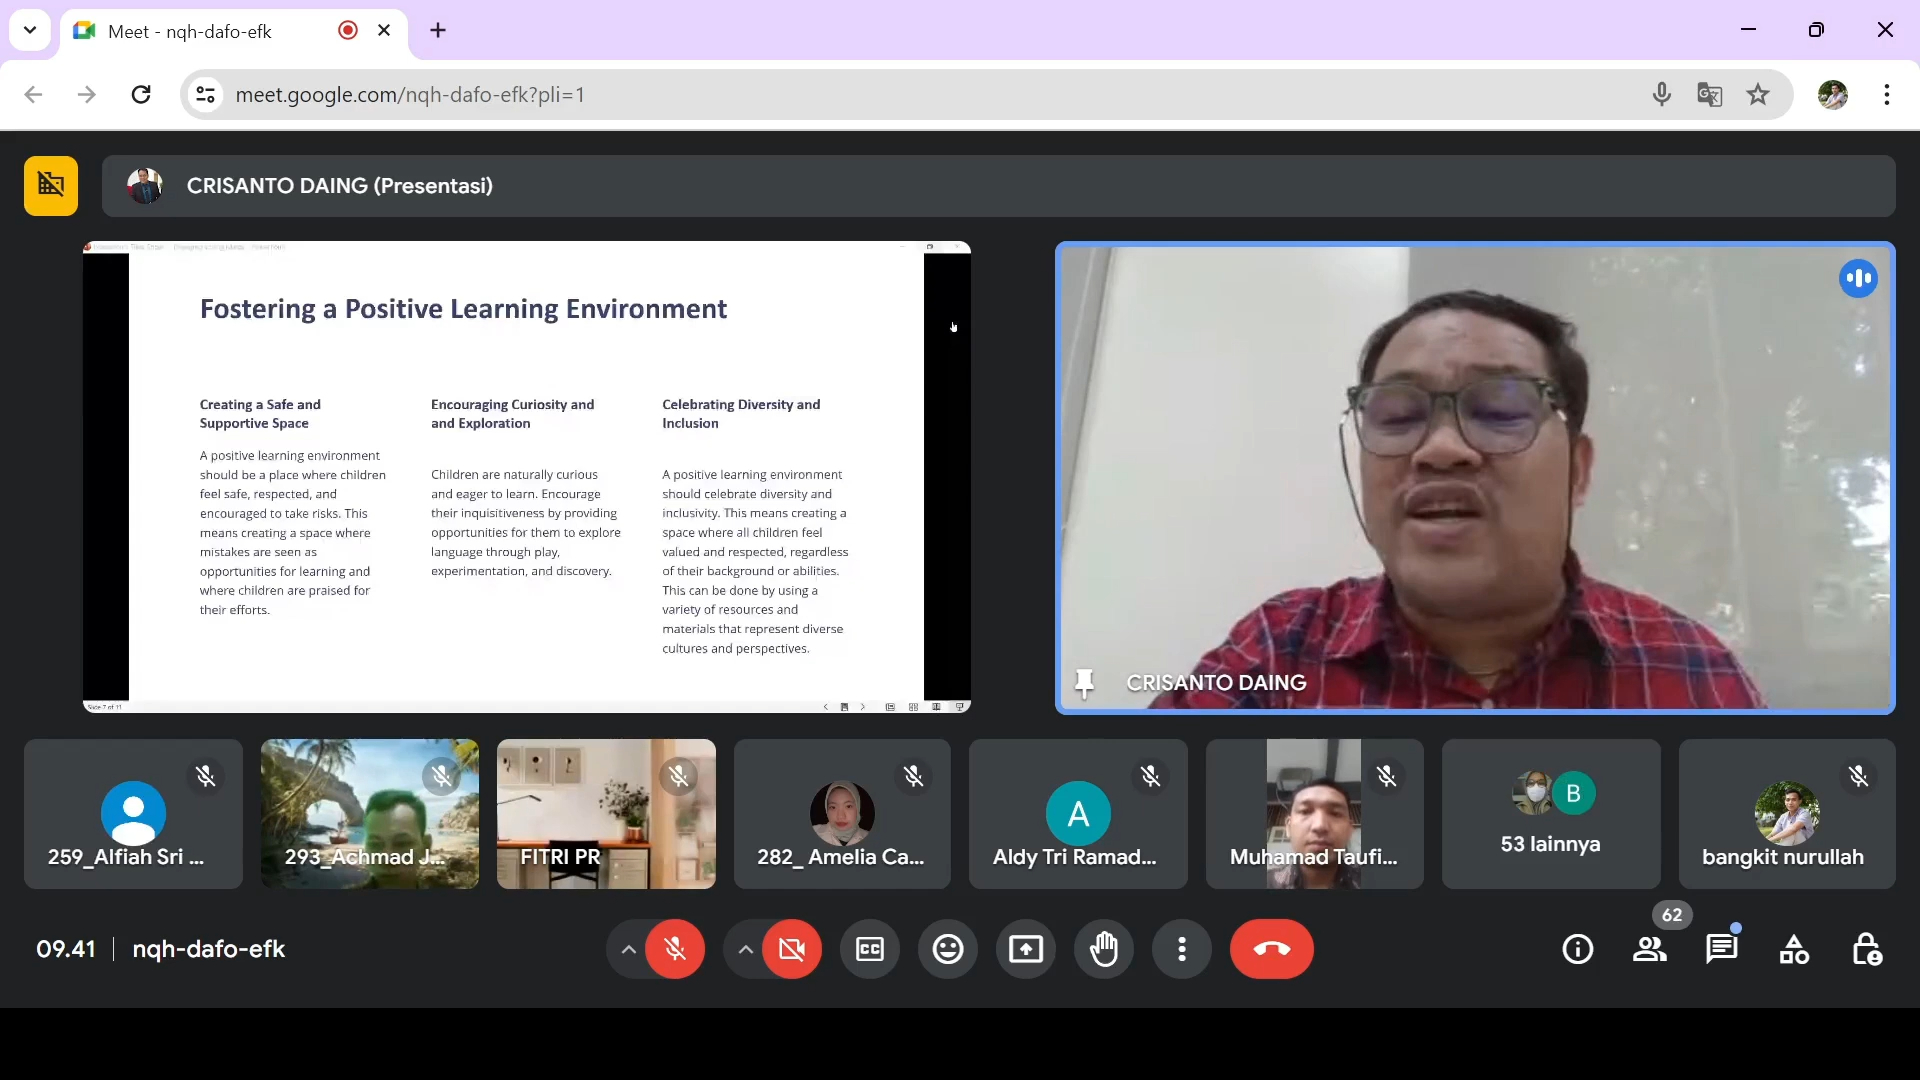 Meet - nqh-dafo-efk
meet.google.com/nqh-dafo-efk?pli=1
CRISANTO DAING (Presentasi)
Fostering a Positive Learning Environment
Creating a Safe and
Supportive Space
A positive learning environment
should be a place where children
feel safe, respected, and
encouraged to take risks. This
means creating a space where
mistakes are seen as
opportunities for learning and
where children are praised for
their efforts.
Encouraging Curiosity and
and Exploration
Children are naturally curious
and eager to learn. Encourage
their inquisitiveness by providing
opportunities for them to explore
language through play,
experimentation, and discovery.
Celebrating Diversity and
Inclusion
A positive learning environment
should celebrate diversity and
inclusivity. This means creating a
space where all children feel
valued and respected, regardless
of their background or abilities.
This can be done by using a
variety of resources and
materials that represent diverse
cultures and perspectives.
Slide 7 of 11
CRISANTO DAING
259_Alfiah Sri ...
293_Achmad J...
FITRI PR
282_ Amelia Ca...
A
Aldy Tri Ramad...
Muhamad Taufi...
B
53 lainnya
bangkit nurullah
09.41
nqh-dafo-efk
CC
62